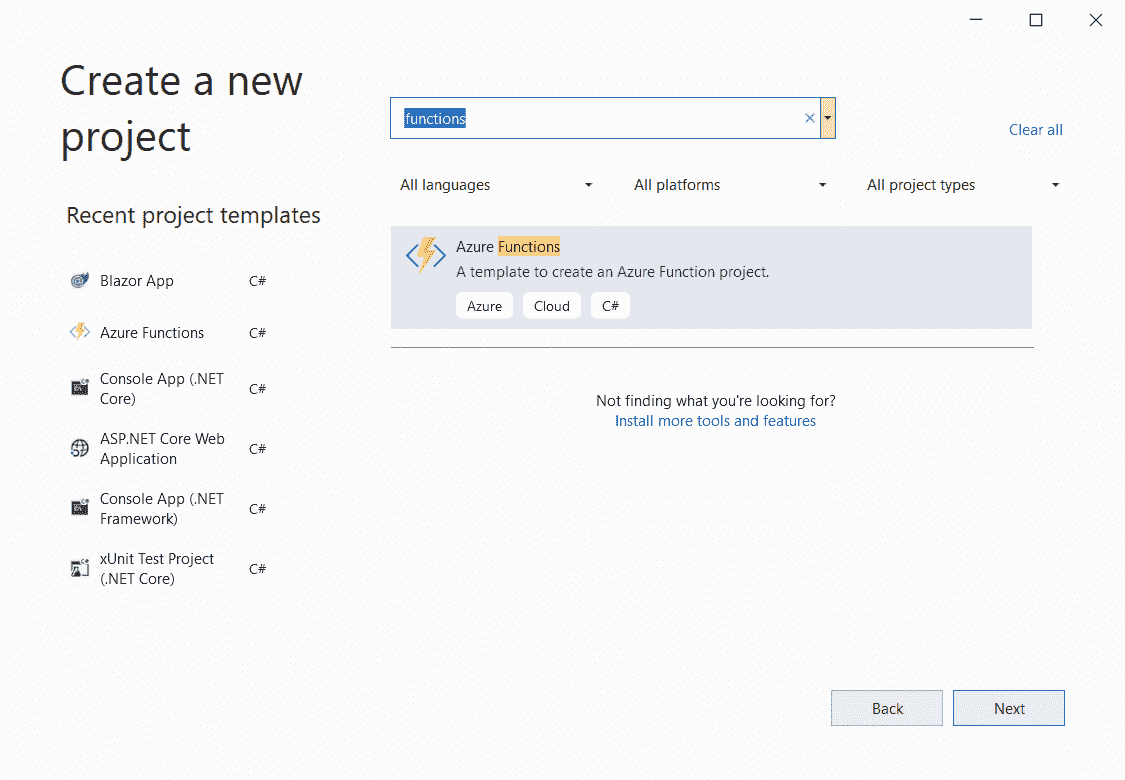 Create a new
project
functions
Clear all
All languages
All platforms
All project types
Recent project templates
Blazor App
C#
Azure Functions
C#
Console App (.NET
Core)
C#
ASP.NET Core Web
Application
C#
Console App (.NET
Framework)
C#
xUnit Test Project
(.NET Core)
C#
Azure Functions
A template to create an Azure Function project.
Azure
Cloud
C#
Not finding what you're looking for?
Install more tools and features
Back
Next